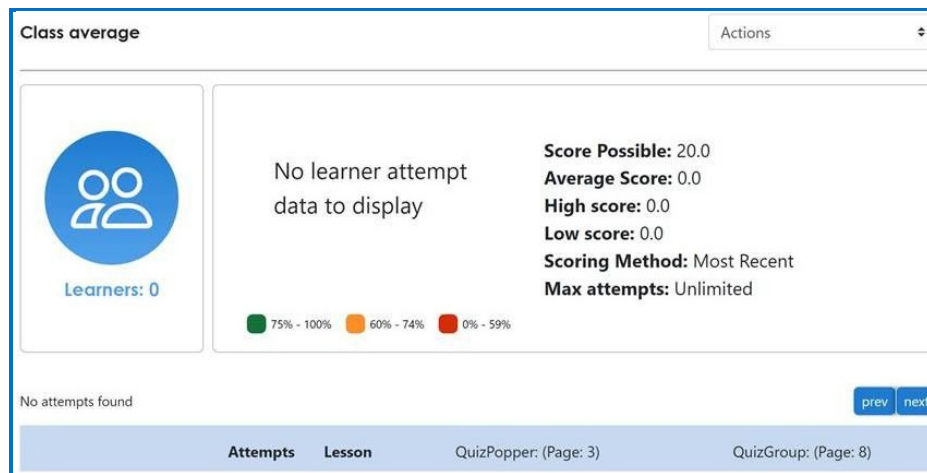 Class average
Actions
No learner attempt
data to display
Score Possible: 20.0
Average Score: 0.0
High score: 0.0
Low score: 0.0
Scoring Method: Most Recent
Max attempts: Unlimited
Learners: 0
75% - 100% 60% - 74% 0% - 59%
No attempts found
prev next
Attempts Lesson QuizPopper: (Page: 3) QuizGroup: (Page: 8)